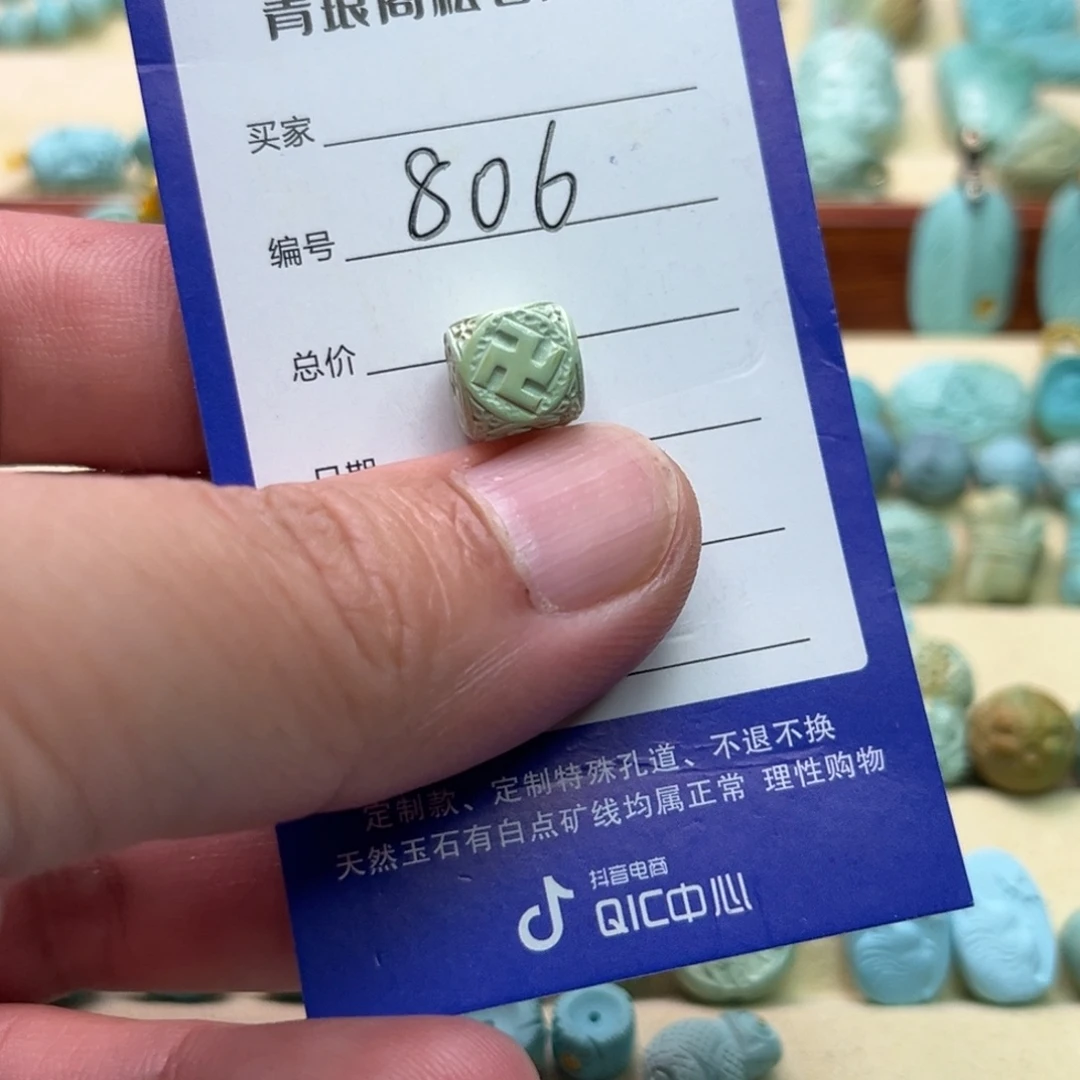 买家
806
编号
总价
日期
定制款、定制特殊孔道、不退不换
天然玉石有白点矿线均属正常 理性购物
抖音电商
QIC中心